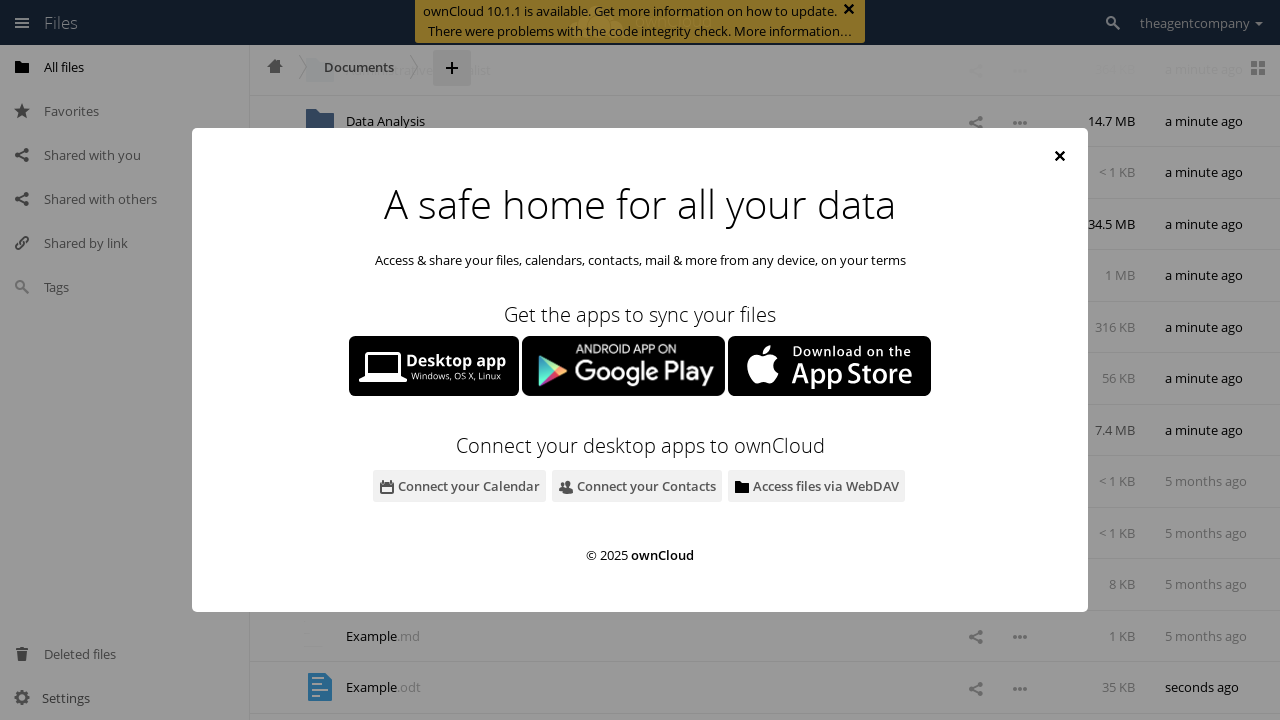 Files
ownCloud 10.1.1 is available. Get more information on how to update.
There were problems with the code integrity check. More information…
theagentcompany
All files
Documents
a minute ago
Favorites
Data Analysis
14.7 MB
a minute ago
Shared with you
< 1 KB
a minute ago
Shared with others
34.5 MB
a minute ago
Shared by link
1 MB
a minute ago
Tags
316 KB
a minute ago
56 KB
a minute ago
7.4 MB
a minute ago
< 1 KB
5 months ago
< 1 KB
5 months ago
8 KB
5 months ago
A safe home for all your data
Access & share your files, calendars, contacts, mail & more from any device, on your terms
Get the apps to sync your files
Desktop app
Windows, OS X, Linux
ANDROID APP ON
Google Play
Download on the
App Store
Connect your desktop apps to ownCloud
Connect your Calendar
Connect your Contacts
Access files via WebDAV
© 2025 ownCloud
Example.md
1 KB
5 months ago
Deleted files
Example.odt
35 KB
seconds ago
Settings